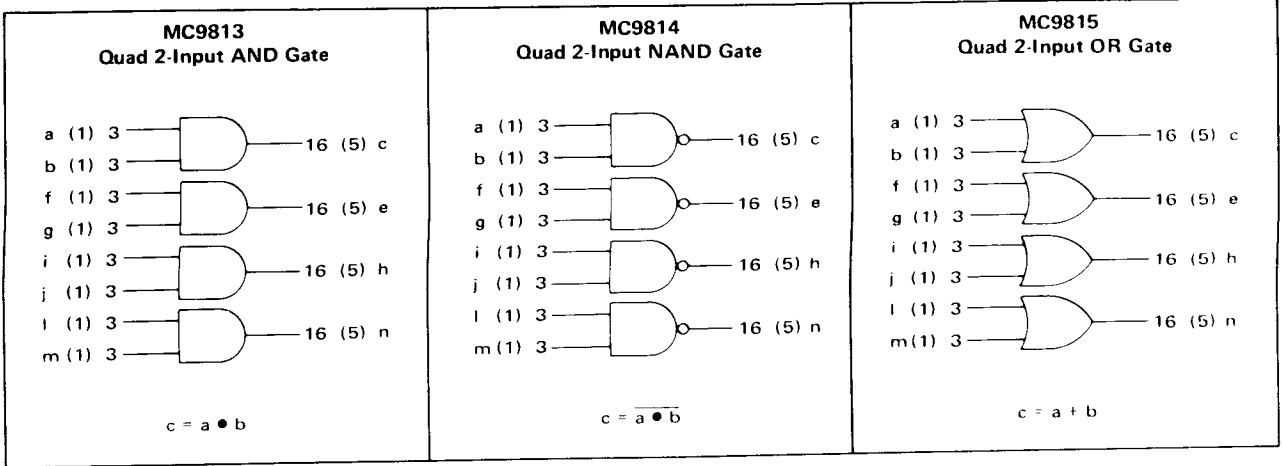 MC9813
Quad 2-Input AND Gate
a (1) 3
16 (5) c
b (1) 3
f (1) 3
16 (5) e
g (1) 3
i (1) 3
16 (5) h
j (1) 3
l (1) 3
16 (5) n
m (1) 3
c = a ● b
MC9814
Quad 2-Input NAND Gate
a (1) 3
16 (5) c
b (1) 3
f (1) 3
16 (5) e
g (1) 3
i (1) 3
16 (5) h
j (1) 3
l (1) 3
16 (5) n
m (1) 3
c = a ● b
MC9815
Quad 2-Input OR Gate
a (1) 3
16 (5) c
b (1) 3
f (1) 3
16 (5) e
g (1) 3
i (1) 3
16 (5) h
j (1) 3
l (1) 3
16 (5) n
m (1) 3
c = a + b